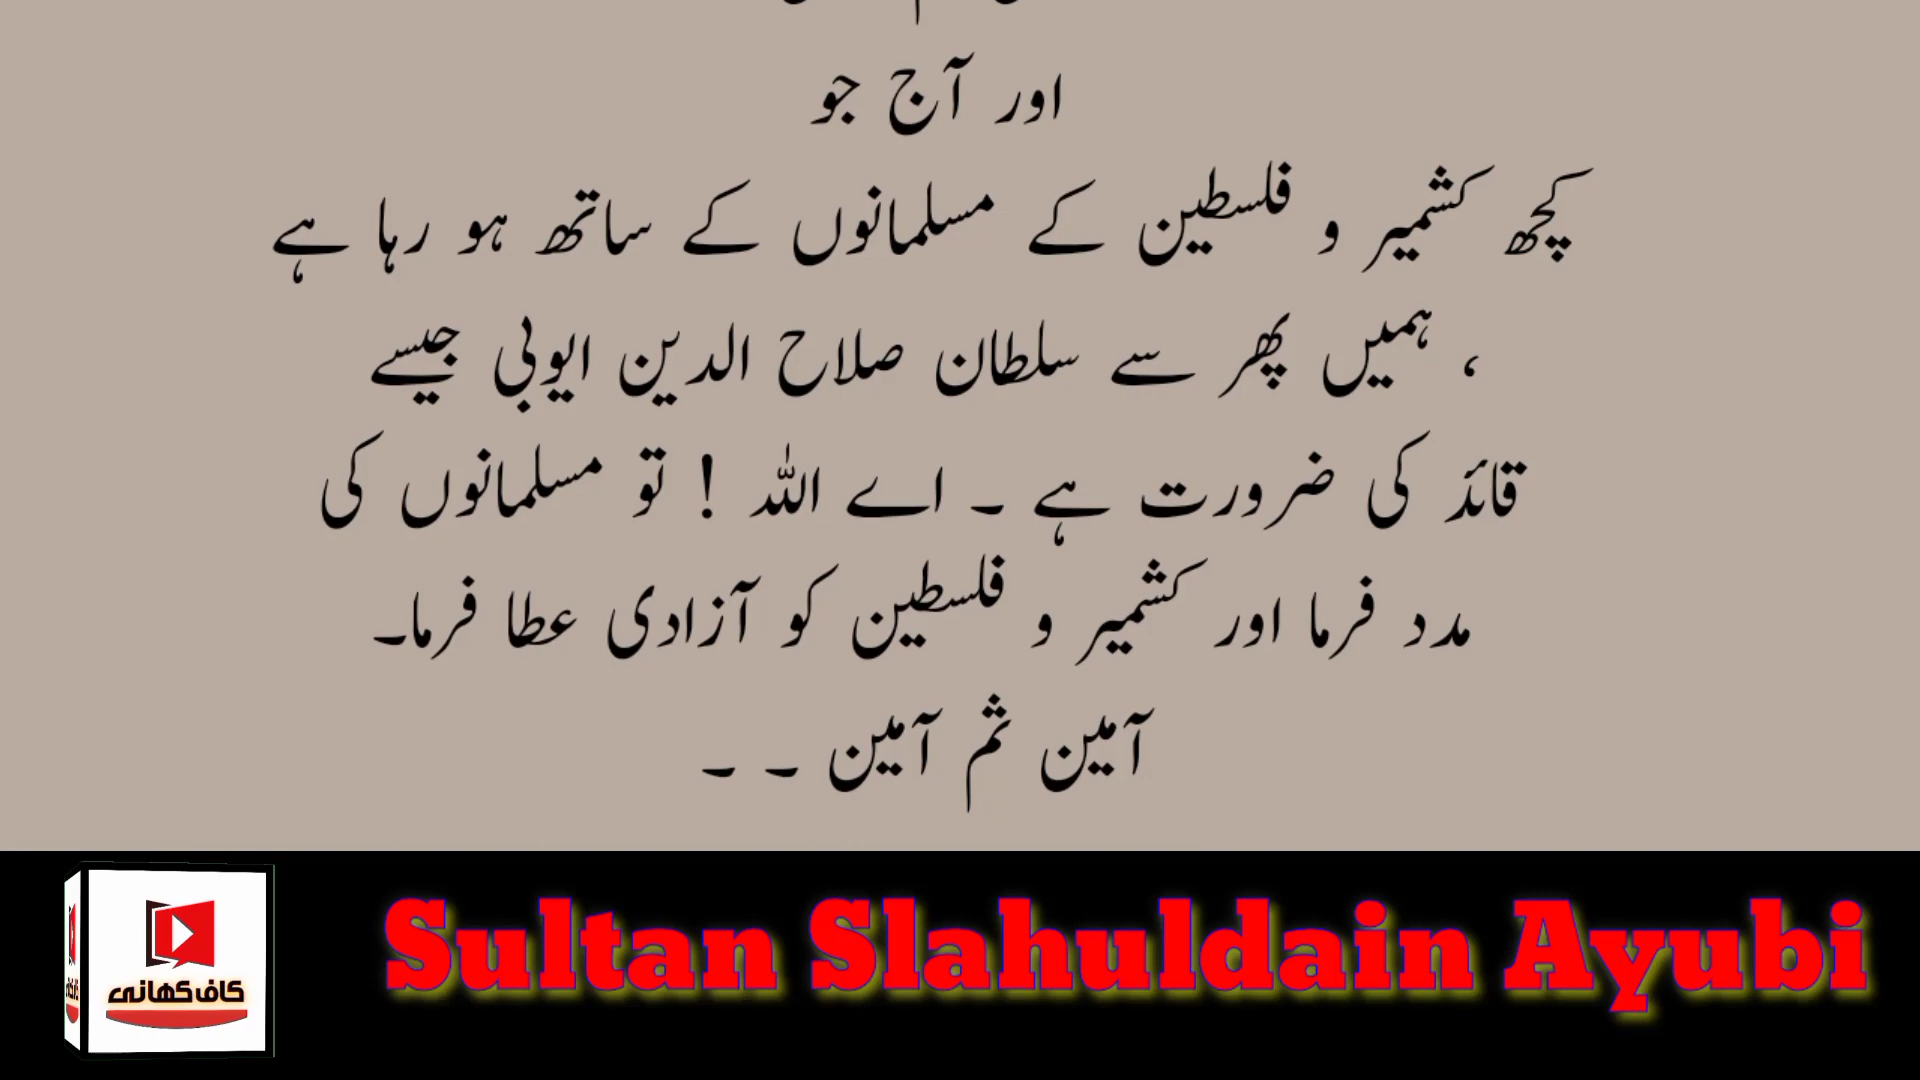 اور آج جو
کچھ کشمیر و فلسطین کے مسلمانوں کے ساتھ ہو رہا ہے
، ہمیں پھر سے سلطان صلاح الدین ایوبی جیسے
قائد کی ضرورت ہے ۔ اے اللہ ! تو مسلمانوں کی
مدد فرما اور کشمیر و فلسطین کو آزادی عطا فرما۔
آمین ثم آمین ۔ ۔
کاف کھانی
Sultan Slahuldain Ayubi